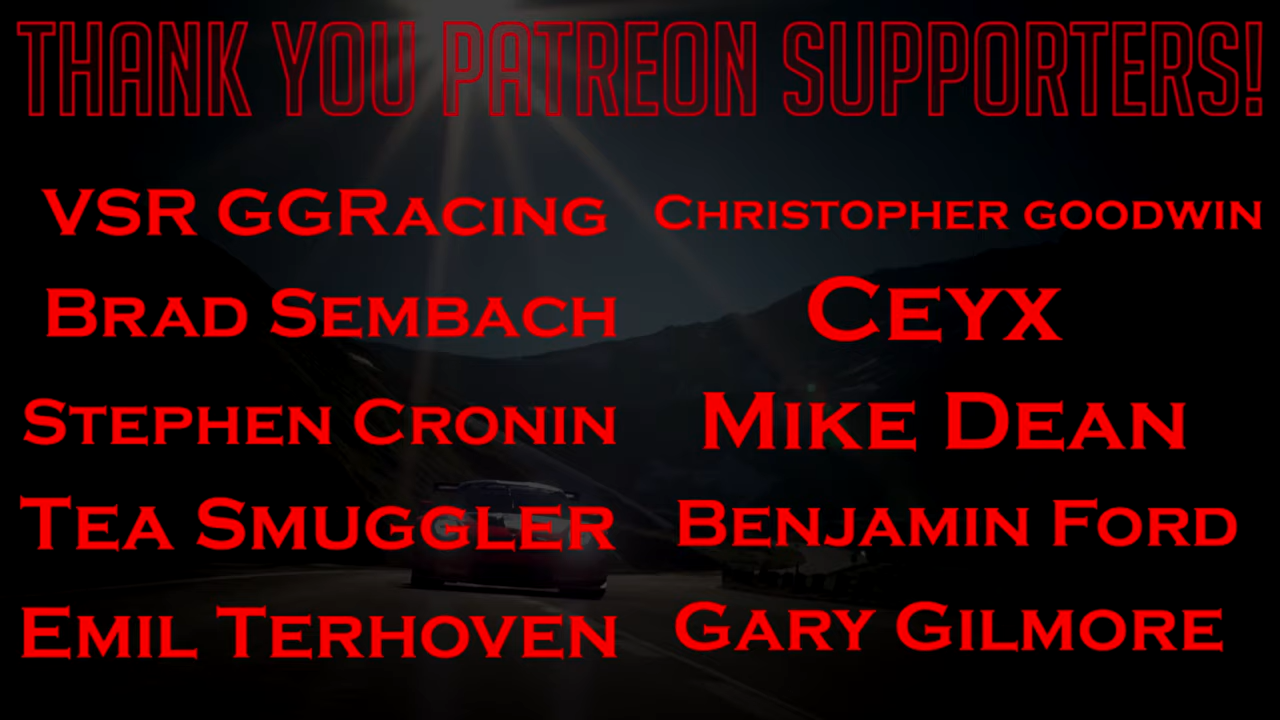 THANK YOU PATREON SUPPORTERS!
VSR GGRacing
Christopher goodwin
Brad Sembach
Ceyx
Stephen Cronin
Mike Dean
Tea Smuggler
Benjamin Ford
Emil Terhoven
Gary Gilmore